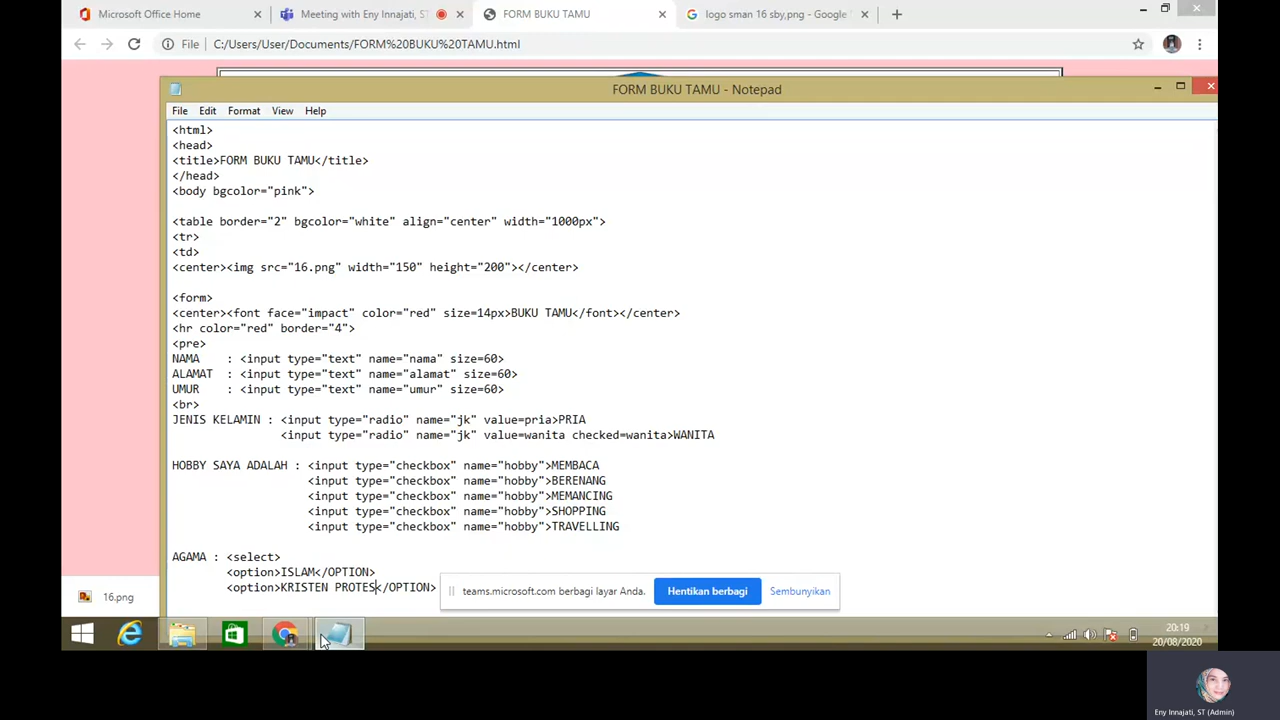 Microsoft Office Home
Meeting with Eny Innajati, ST
FORM BUKU TAMU
logo sman 16 sby,png - Google
File
C:/Users/User/Documents/FORM%20BUKU%20TAMU.html
FORM BUKU TAMU - Notepad
File Edit Format View Help
<html>
<head>
<title>FORM BUKU TAMU</title>
</head>
<body bgcolor="pink">
<table border="2" bgcolor="white" align="center" width="1000px">
<tr>
<td>
<center><img src="16.png" width="150" height="200"></center>
<form>
<center><font face="impact" color="red" size=14px>BUKU TAMU</font></center>
<hr color="red" border="4">
<pre>
NAMA    : <input type="text" name="nama" size=60>
ALAMAT  : <input type="text" name="alamat" size=60>
UMUR    : <input type="text" name="umur" size=60>
<br>
JENIS KELAMIN : <input type="radio" name="jk" value=pria>PRIA
<input type="radio" name="jk" value=wanita checked=wanita>WANITA
HOBBY SAYA ADALAH : <input type="checkbox" name="hobby">MEMBACA
<input type="checkbox" name="hobby">BERENANG
<input type="checkbox" name="hobby">MEMANCING
<input type="checkbox" name="hobby">SHOPPING
<input type="checkbox" name="hobby">TRAVELLING
AGAMA : <select>
<option>ISLAM</OPTION>
<option>KRISTEN PROTES</OPTION>
teams.microsoft.com berbagi layar Anda.
Hentikan berbagi
Sembunyikan
16.png
20:19
20/08/2020
Eny Innajati, ST (Admin)